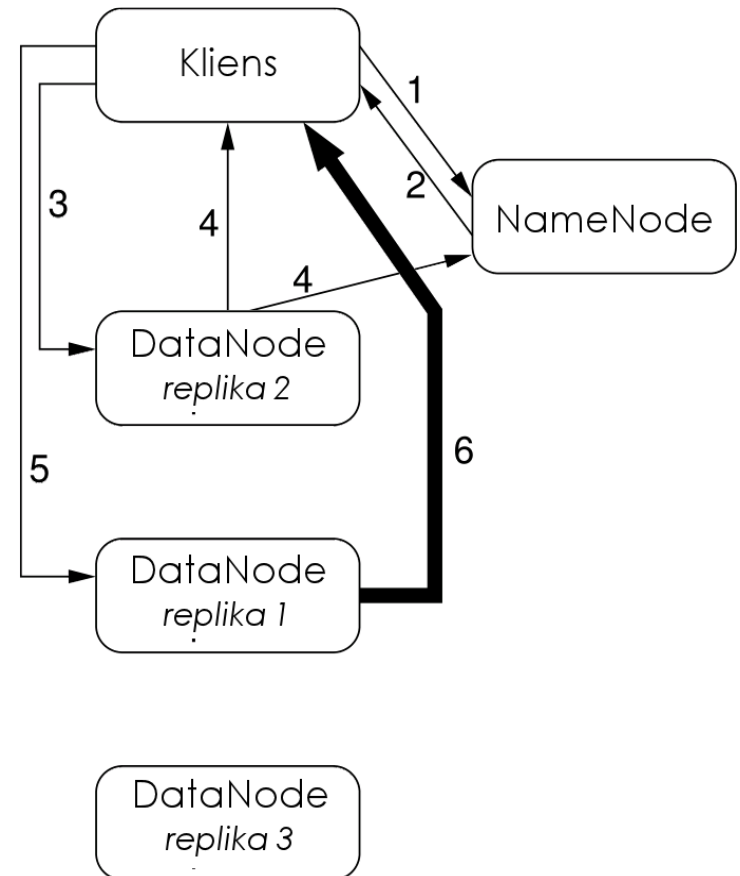 Kliens
1
2
NameNode
3
4
4
DataNode
replika 2
5
6
DataNode
replika 1
DataNode
replika 3